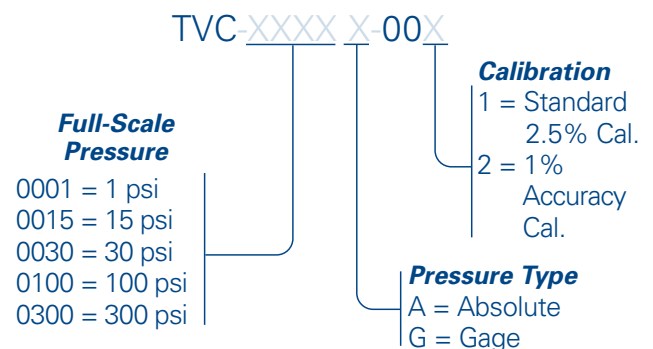 TVC-XXXX X-00X
Full-Scale
Pressure
0001 = 1 psi
0015 = 15 psi
0030 = 30 psi
0100 = 100 psi
0300 = 300 psi
Calibration
1 = Standard
2.5% Cal.
2 = 1%
Accuracy
Cal.
Pressure Type
A = Absolute
G = Gage